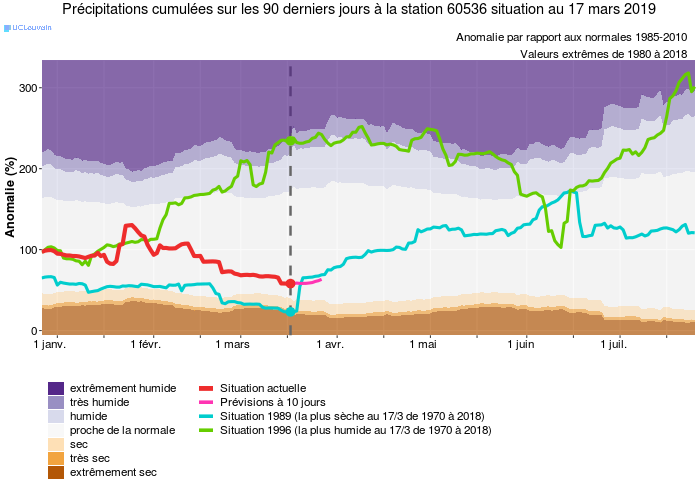 Précipitations cumulées sur les 90 derniers jours à la station 60536 situation au 17 mars 2019
UCLouvain
Anomalie par rapport aux normales 1985-2010
Valeurs extrêmes de 1980 à 2018
Anomalie (%)
300
200
100
0
1 janv. 1 févr. 1 mars 1 avr. 1 mai 1 juin 1 juil.
extrêmement humide
très humide
humide
proche de la normale
sec
très sec
extrêmement sec
Situation actuelle
Prévisions à 10 jours
Situation 1989 (la plus sèche au 17/3 de 1970 à 2018)
Situation 1996 (la plus humide au 17/3 de 1970 à 2018)